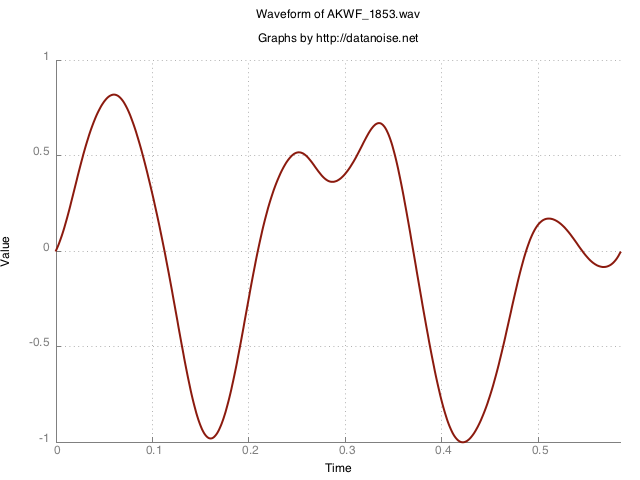 Waveform of AKWF_1853.wav
Graphs by http://datanoise.net
1
0.5
0
-0.5
-1
Value
0 0.1 0.2 0.3 0.4 0.5
Time